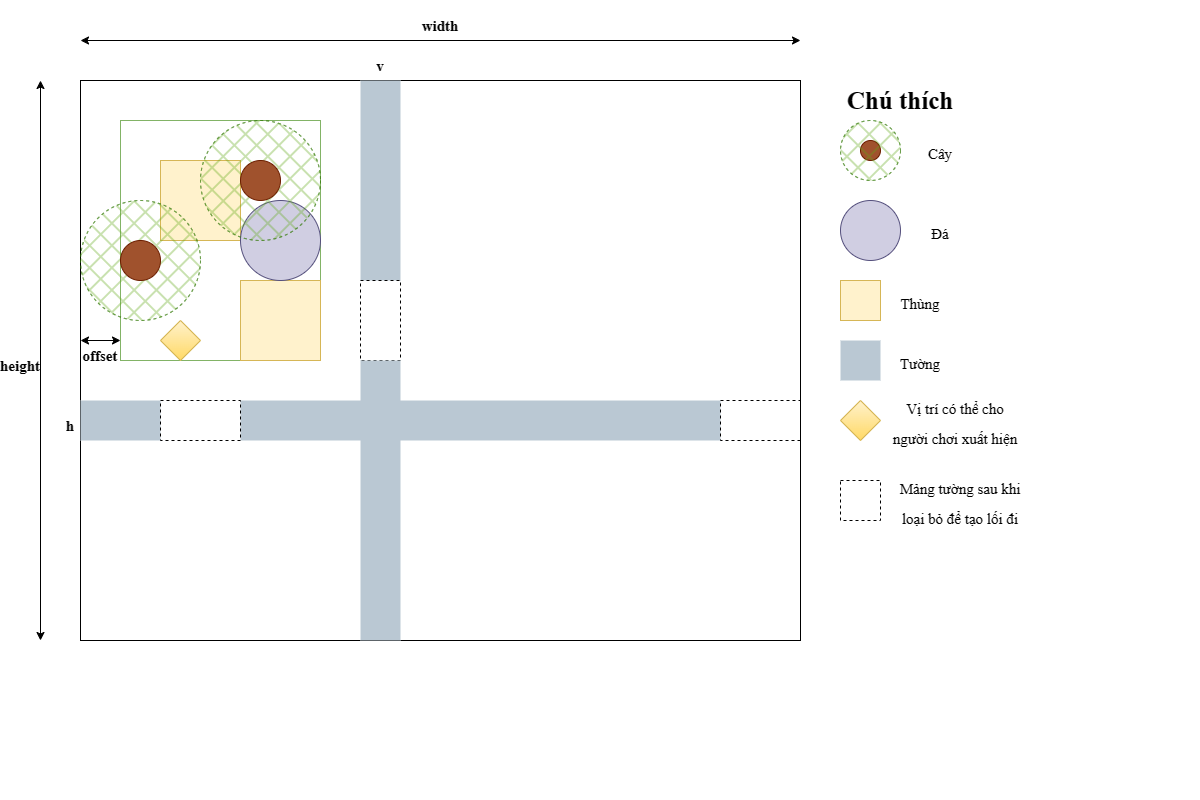 width
v
height
offset
h
Chú thích
Cây
Đá
Thùng
Tường
Vị trí có thể cho
người chơi xuất hiện
Mảng tường sau khi
loại bỏ để tạo lối đi